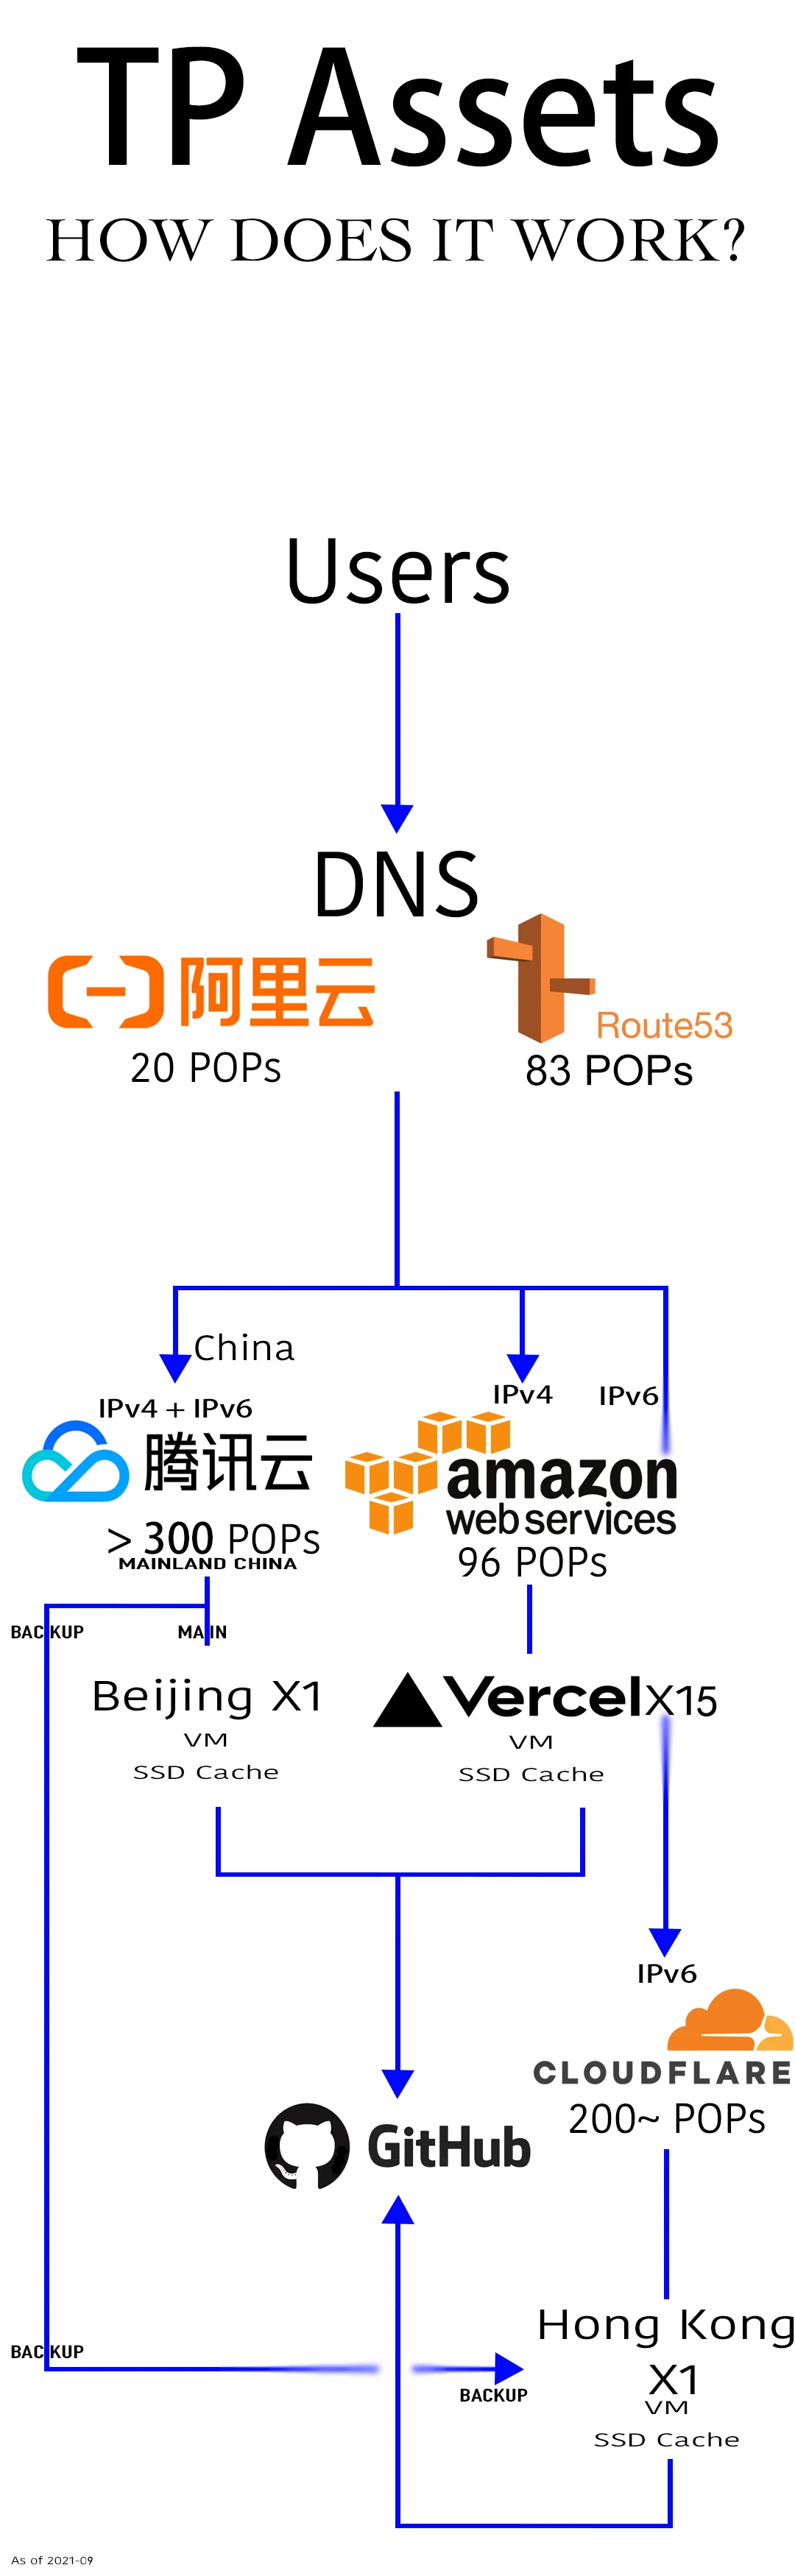 TP Assets
HOW DOES IT WORK?
Users
DNS
阿里云
Route53
20 POPs
83 POPs
China
IPv4 + IPv6
IPv4
IPv6
腾讯云
amazon
web services
> 300 POPs
MAINLAND CHINA
96 POPs
BACKUP
MAIN
Beijing X1
VM
SSD Cache
Vercel X15
VM
SSD Cache
IPv6
CLOUDFLARE
200~ POPs
GitHub
Hong Kong
X1
VM
SSD Cache
BACKUP
BACKUP
As of 2021-09